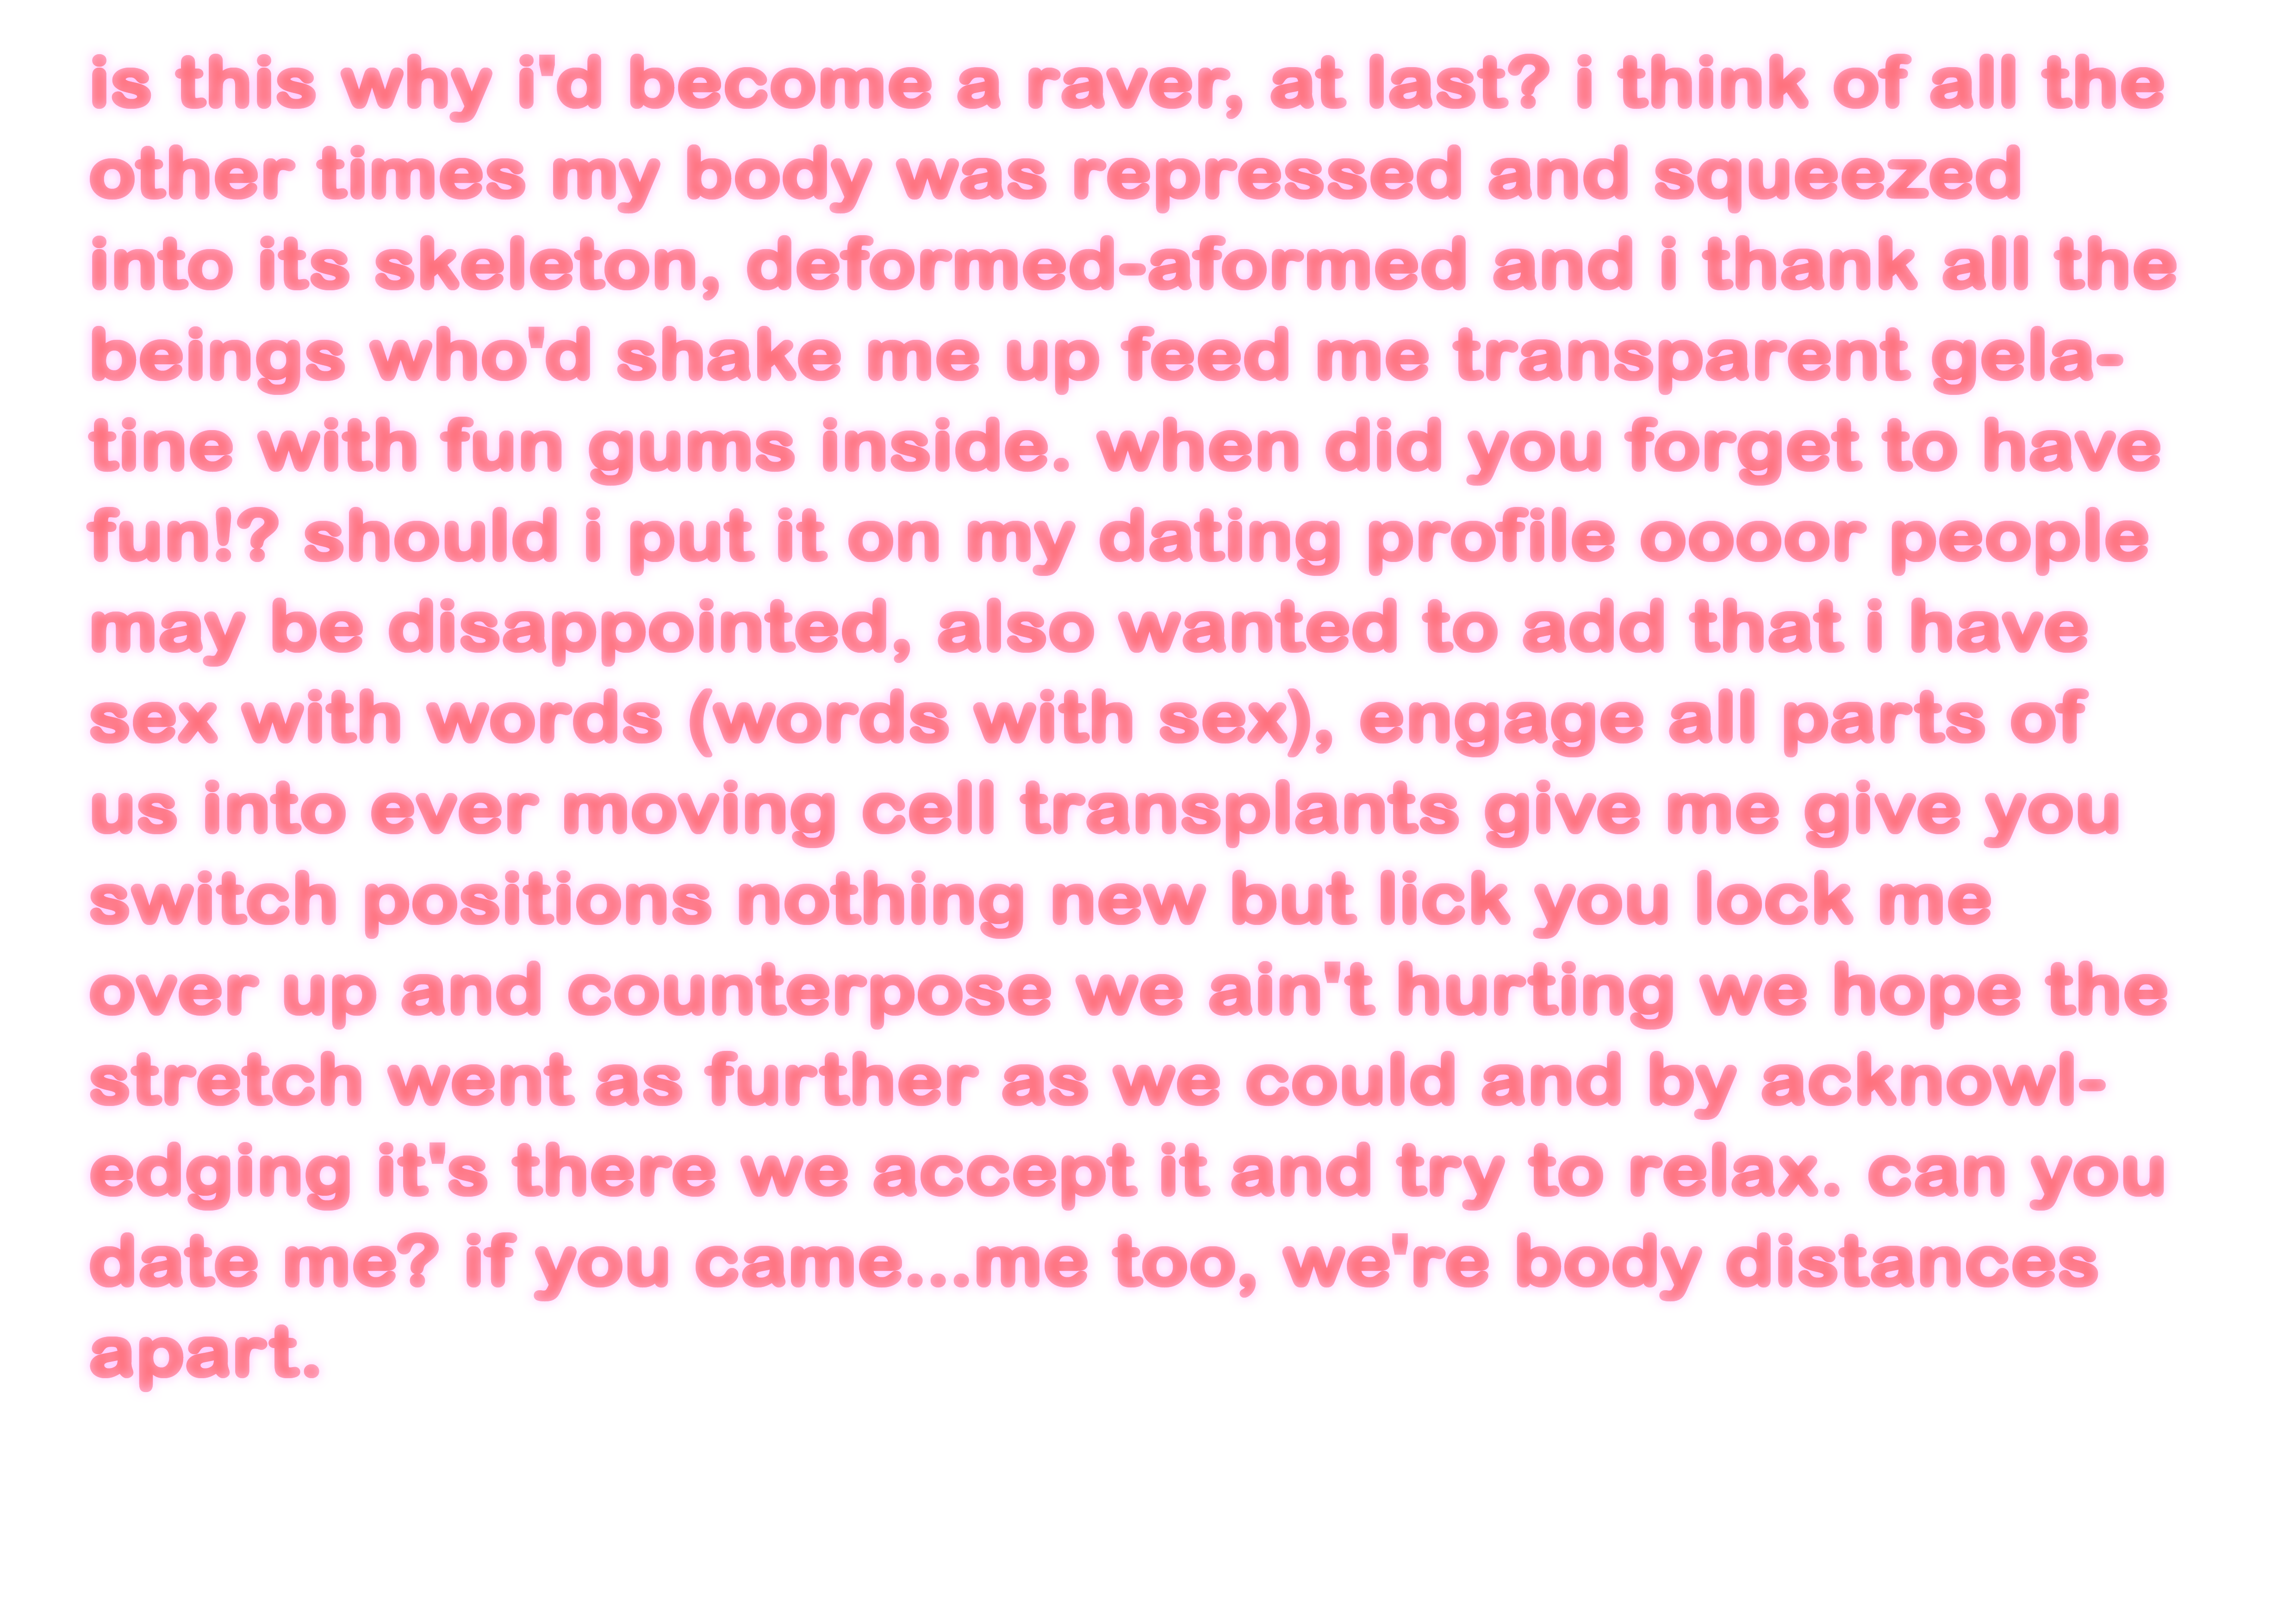 is this why i'd become a raver, at last? i think of all the
other times my body was repressed and squeezed
into its skeleton, deformed-aformed and i thank all the
beings who'd shake me up feed me transparent gela-
tine with fun gums inside. when did you forget to have
fun!? should i put it on my dating profile oooor people
may be disappointed, also wanted to add that i have
sex with words (words with sex), engage all parts of
us into ever moving cell transplants give me give you
switch positions nothing new but lick you lock me
over up and counterpose we ain't hurting we hope the
stretch went as further as we could and by acknowl-
edging it's there we accept it and try to relax. can you
date me? if you came...me too, we're body distances
apart.